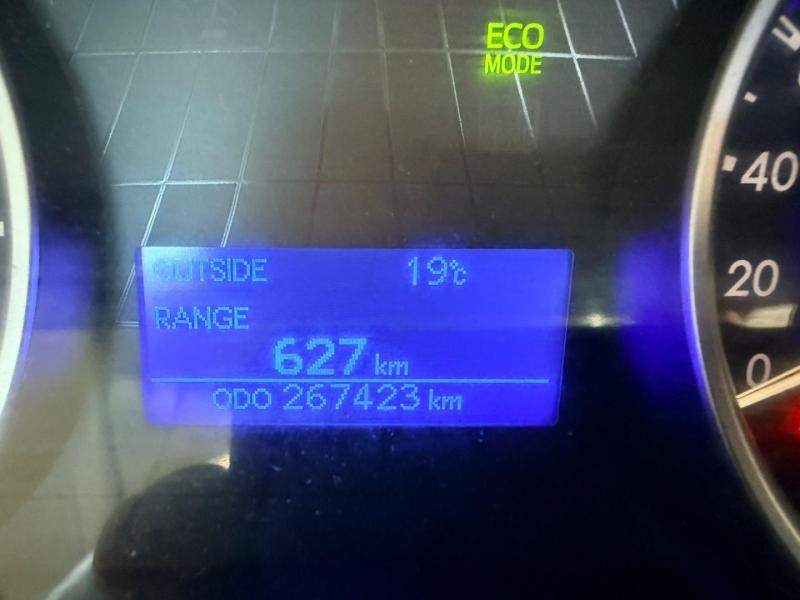 ECO
MODE
OUTSIDE 19℃
RANGE
627 km
ODO 267423 km
40
20
0